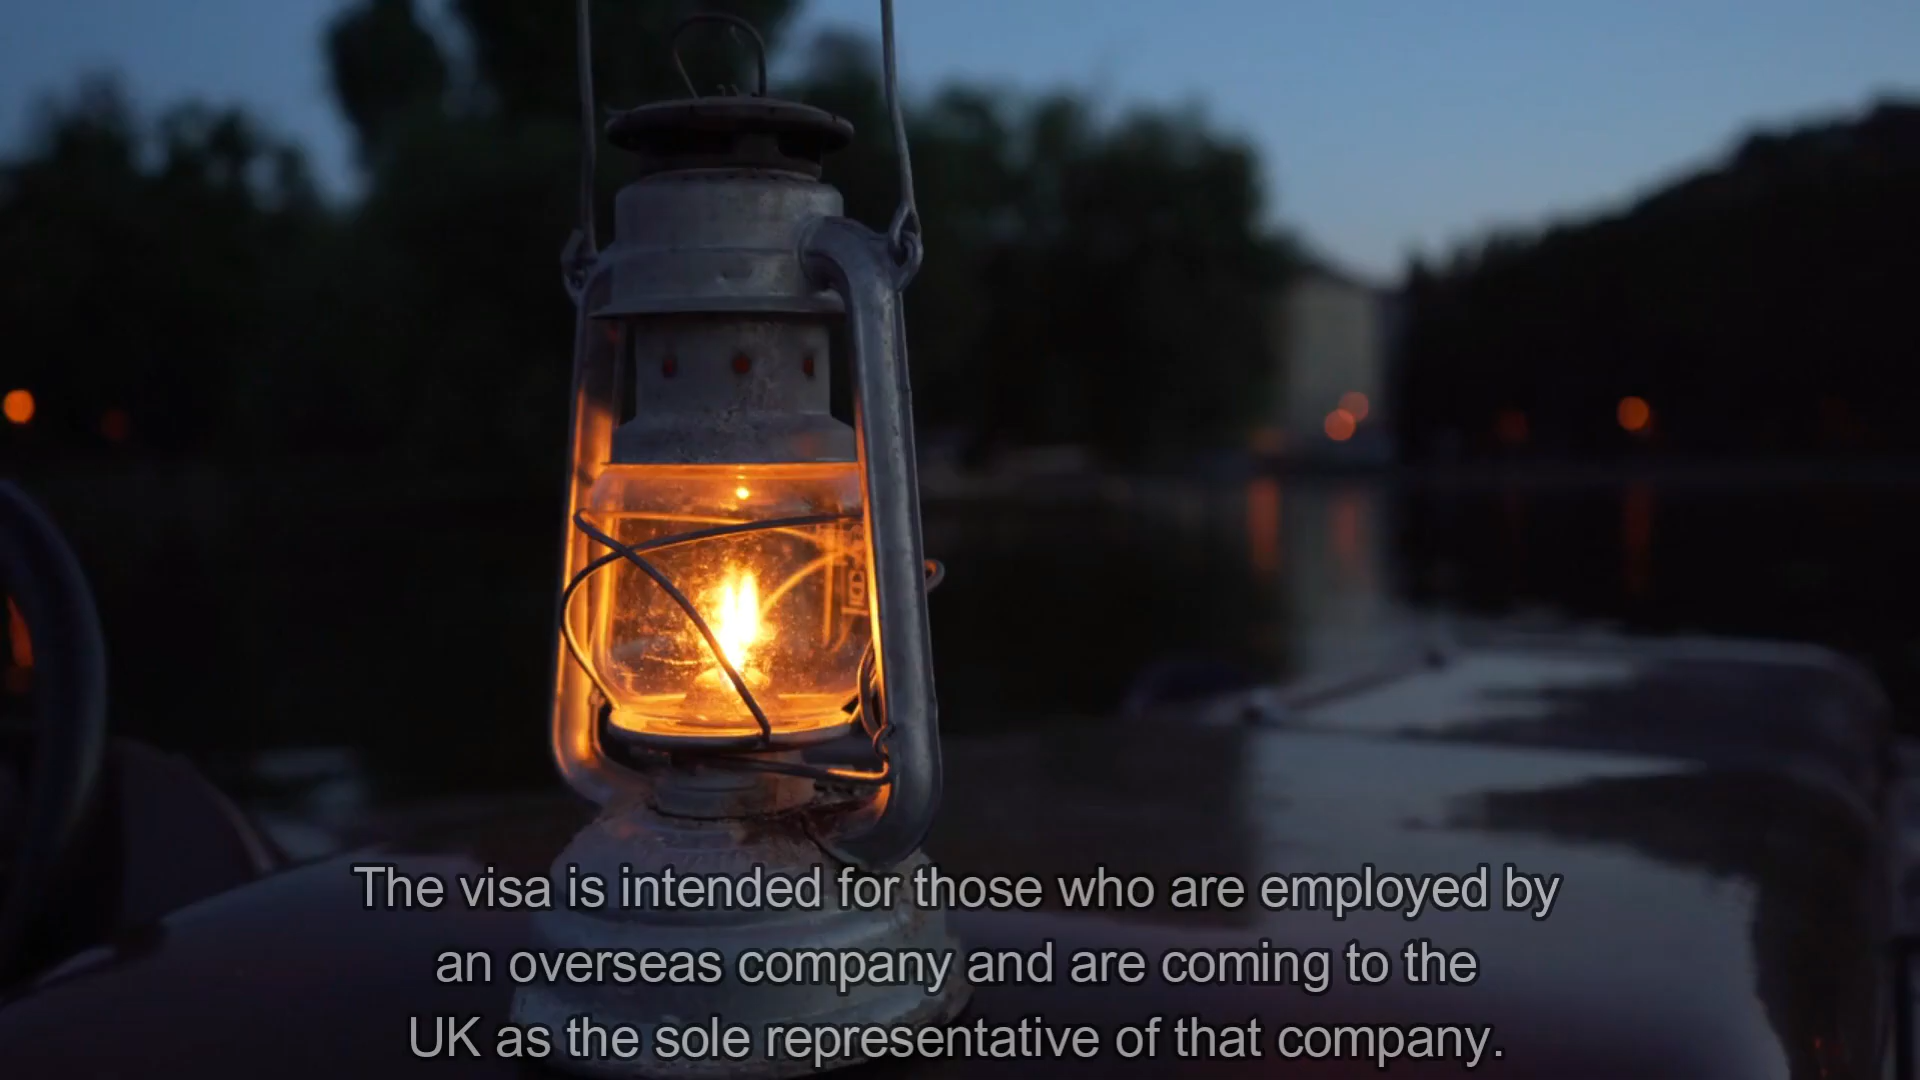 The visa is intended for those who are employed by
an overseas company and are coming to the
UK as the sole representative of that company.